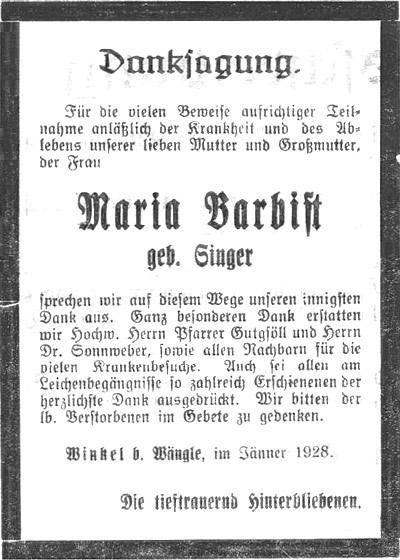 Danksagung.
Für die vielen Beweise aufrichtiger Teil-
nahme anläßlich der Krankheit und des Ab-
lebens unserer lieben Mutter und Großmutter,
der Frau
Maria Barbist
geb. Singer
sprechen wir auf diesem Wege unseren innigsten
Dank aus. Ganz besonderen Dank erstatten
wir Hochw. Herrn Pfarrer Gutgsöll und Herrn
Dr. Sonnweber, sowie allen Nachbarn für die
vielen Krankenbesuche. Auch sei allen am
Leichenbegängnisse so zahlreich Erschienenen der
herzlichste Dank ausgedrückt. Wir bitten der
lb. Verstorbenen im Gebete zu gedenken.
Winkel b. Wängle, im Jänner 1928.
Die tieftrauernd Hinterbliebenen.